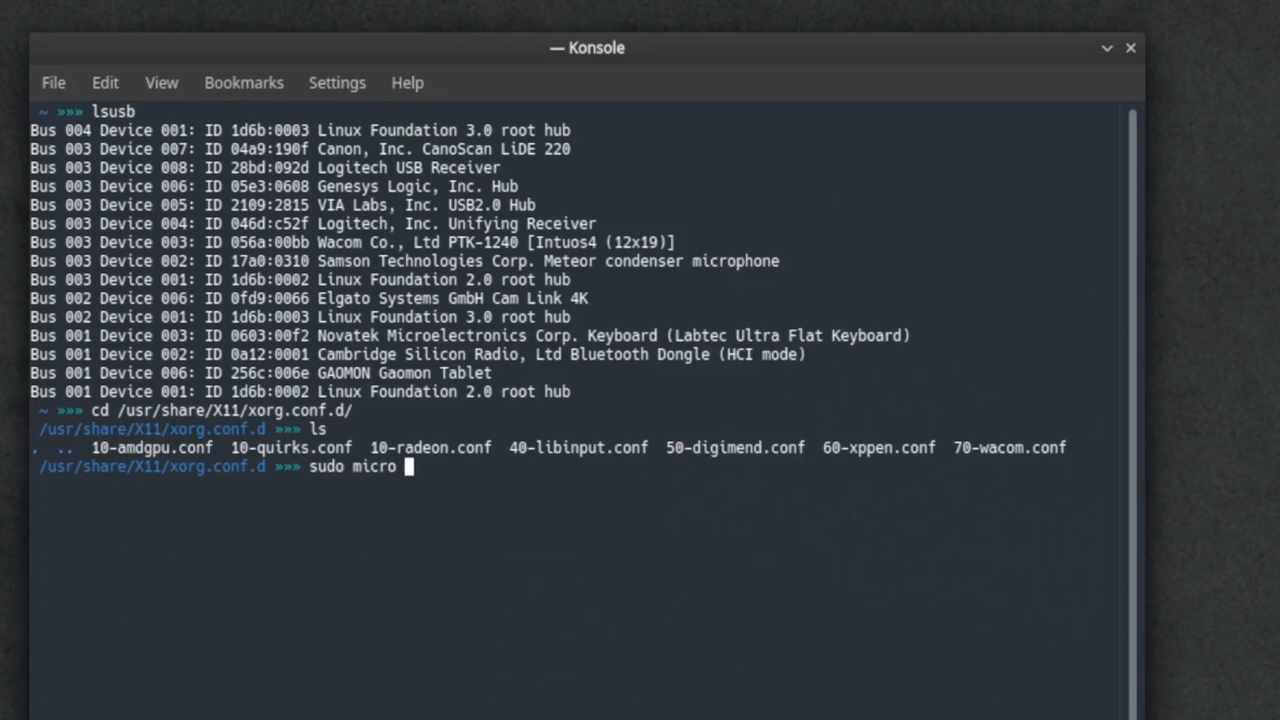 — Konsole
File Edit View Bookmarks Settings Help
~ »»» lsusb
Bus 004 Device 001: ID 1d6b:0003 Linux Foundation 3.0 root hub
Bus 003 Device 007: ID 04a9:190f Canon, Inc. CanoScan LiDE 220
Bus 003 Device 008: ID 28bd:092d Logitech USB Receiver
Bus 003 Device 006: ID 05e3:0608 Genesys Logic, Inc. Hub
Bus 003 Device 005: ID 2109:2815 VIA Labs, Inc. USB2.0 Hub
Bus 003 Device 004: ID 046d:c52f Logitech, Inc. Unifying Receiver
Bus 003 Device 003: ID 056a:00bb Wacom Co., Ltd PTK-1240 [Intuos4 (12x19)]
Bus 003 Device 002: ID 17a0:0310 Samson Technologies Corp. Meteor condenser microphone
Bus 003 Device 001: ID 1d6b:0002 Linux Foundation 2.0 root hub
Bus 002 Device 006: ID 0fd9:0066 Elgato Systems GmbH Cam Link 4K
Bus 002 Device 001: ID 1d6b:0003 Linux Foundation 3.0 root hub
Bus 001 Device 003: ID 0603:00f2 Novatek Microelectronics Corp. Keyboard (Labtec Ultra Flat Keyboard)
Bus 001 Device 002: ID 0a12:0001 Cambridge Silicon Radio, Ltd Bluetooth Dongle (HCI mode)
Bus 001 Device 006: ID 256c:006e GAOMON Gaomon Tablet
Bus 001 Device 001: ID 1d6b:0002 Linux Foundation 2.0 root hub
~ »»» cd /usr/share/X11/xorg.conf.d/
/usr/share/X11/xorg.conf.d »»» ls
. .. 10-amdgpu.conf 10-quirks.conf 10-radeon.conf 40-libinput.conf 50-digimend.conf 60-xppen.conf 70-wacom.conf
/usr/share/X11/xorg.conf.d »»» sudo micro